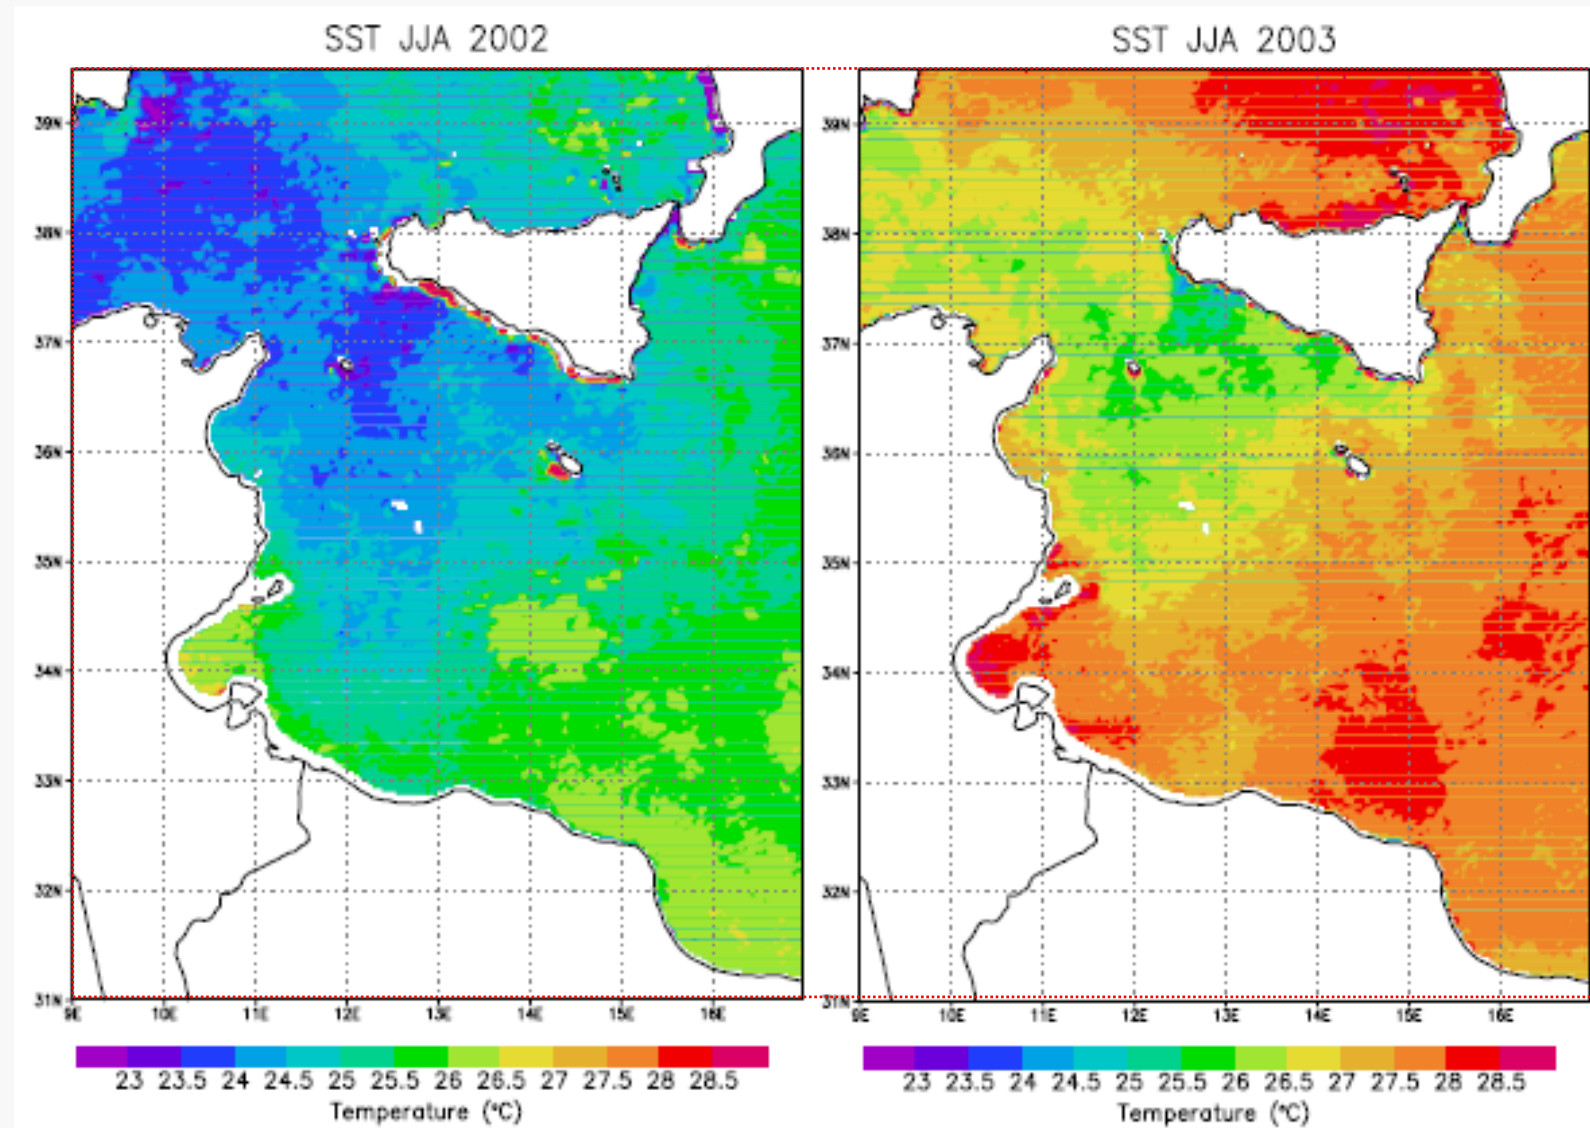 SST JJA 2002
SST JJA 2003
39N
38N
37N
36N
35N
34N
33N
32N
31N
9E 10E 11E 12E 13E 14E 15E 16E
39N
38N
37N
36N
35N
34N
33N
32N
31N
9E 10E 11E 12E 13E 14E 15E 16E
23 23.5 24 24.5 25 25.5 26 26.5 27 27.5 28 28.5
Temperature (°C)
23 23.5 24 24.5 25 25.5 26 26.5 27 27.5 28 28.5
Temperature (°C)